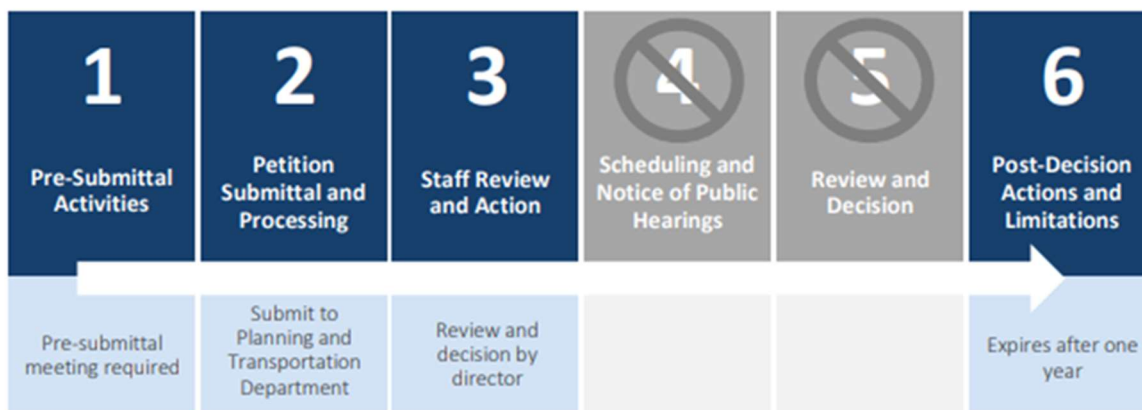 1
Pre-Submittal
Activities
Pre-submittal
meeting required
2
Petition
Submittal and
Processing
Submit to
Planning and
Transportation
Department
3
Staff Review
and Action
Review and
decision by
director
4
Scheduling and
Notice of Public
Hearings
5
Review and
Decision
6
Post-Decision
Actions and
Limitations
Expires after one
year